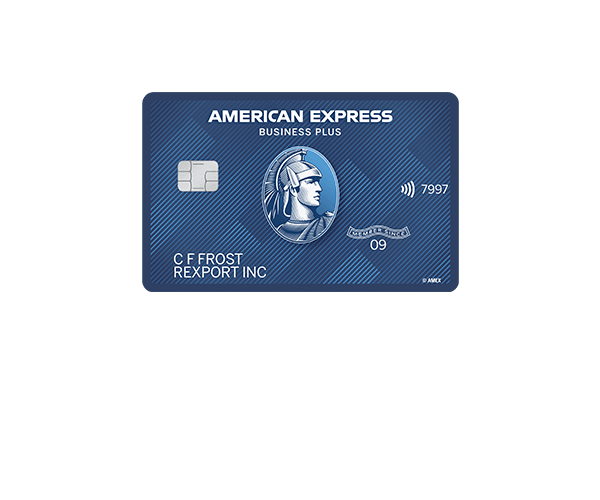 AMERICAN EXPRESS
BUSINESS PLUS
7997
MEMBER SINCE
09
C F FROST
REXPORT INC
© AMEX